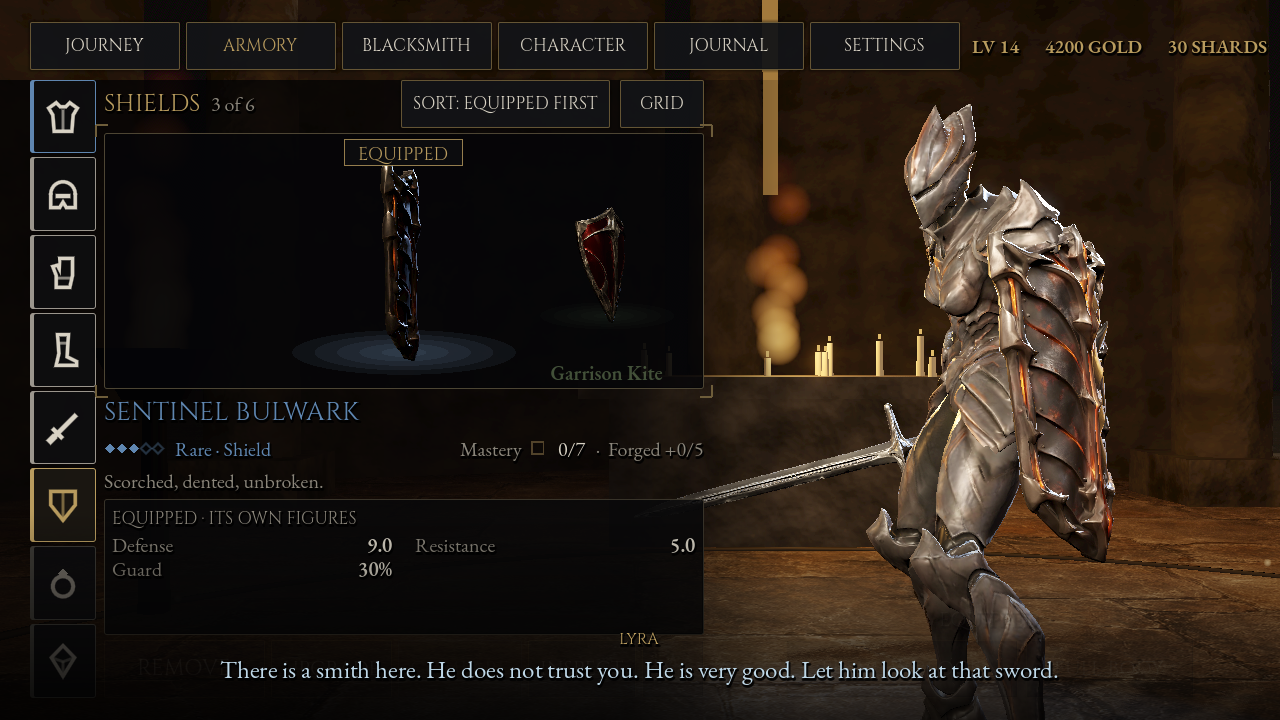 JOURNEY
ARMORY
BLACKSMITH
CHARACTER
JOURNAL
SETTINGS
LV 14 4200 GOLD 30 SHARDS
SHIELDS 3 of 6
SORT: EQUIPPED FIRST
GRID
EQUIPPED
Garrison Kite
SENTINEL BULWARK
Rare · Shield
Mastery 0/7 · Forged +0/5
Scorched, dented, unbroken.
EQUIPPED · ITS OWN FIGURES
Defense 9.0 Resistance 5.0
Guard 30%
LYRA
There is a smith here. He does not trust you. He is very good. Let him look at that sword.